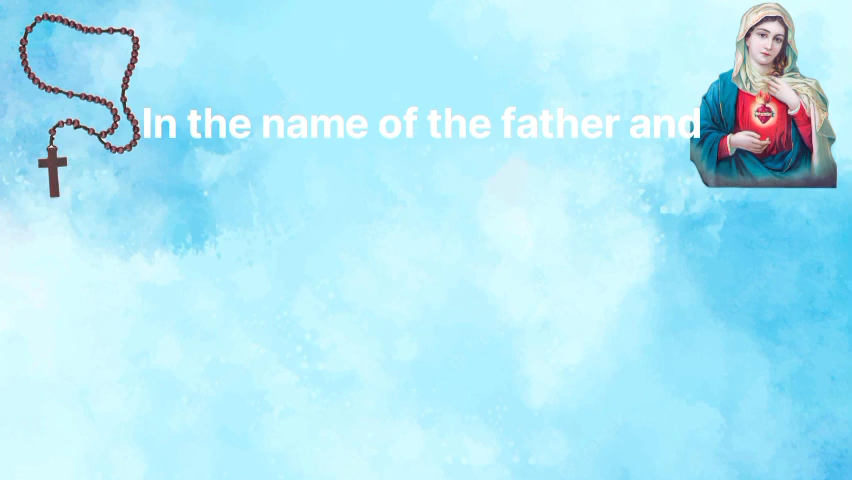 In the name of the father and